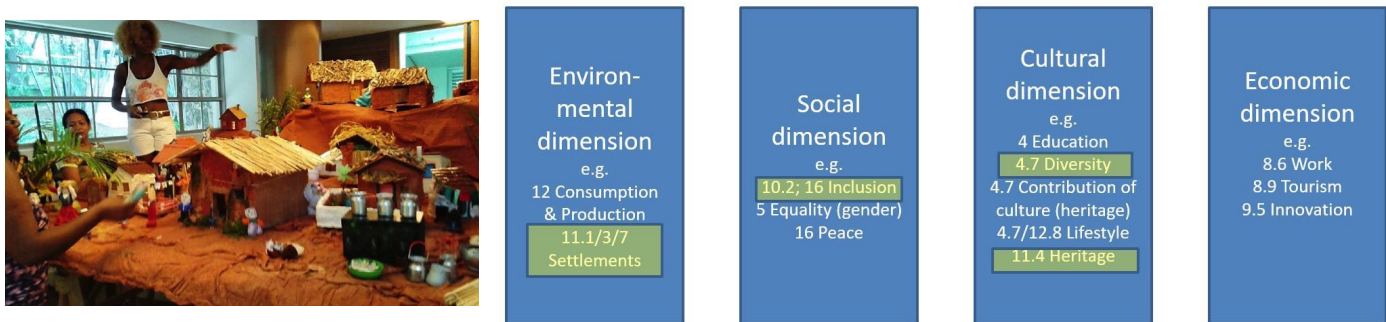 Environ-
mental
dimension
e.g.
12 Consumption
& Production
11.1/3/7
Settlements
Social
dimension
e.g.
10.2; 16 Inclusion
5 Equality (gender)
16 Peace
Cultural
dimension
e.g.
4 Education
4.7 Diversity
4.7 Contribution of
culture (heritage)
4.7/12.8 Lifestyle
11.4 Heritage
Economic
dimension
e.g.
8.6 Work
8.9 Tourism
9.5 Innovation